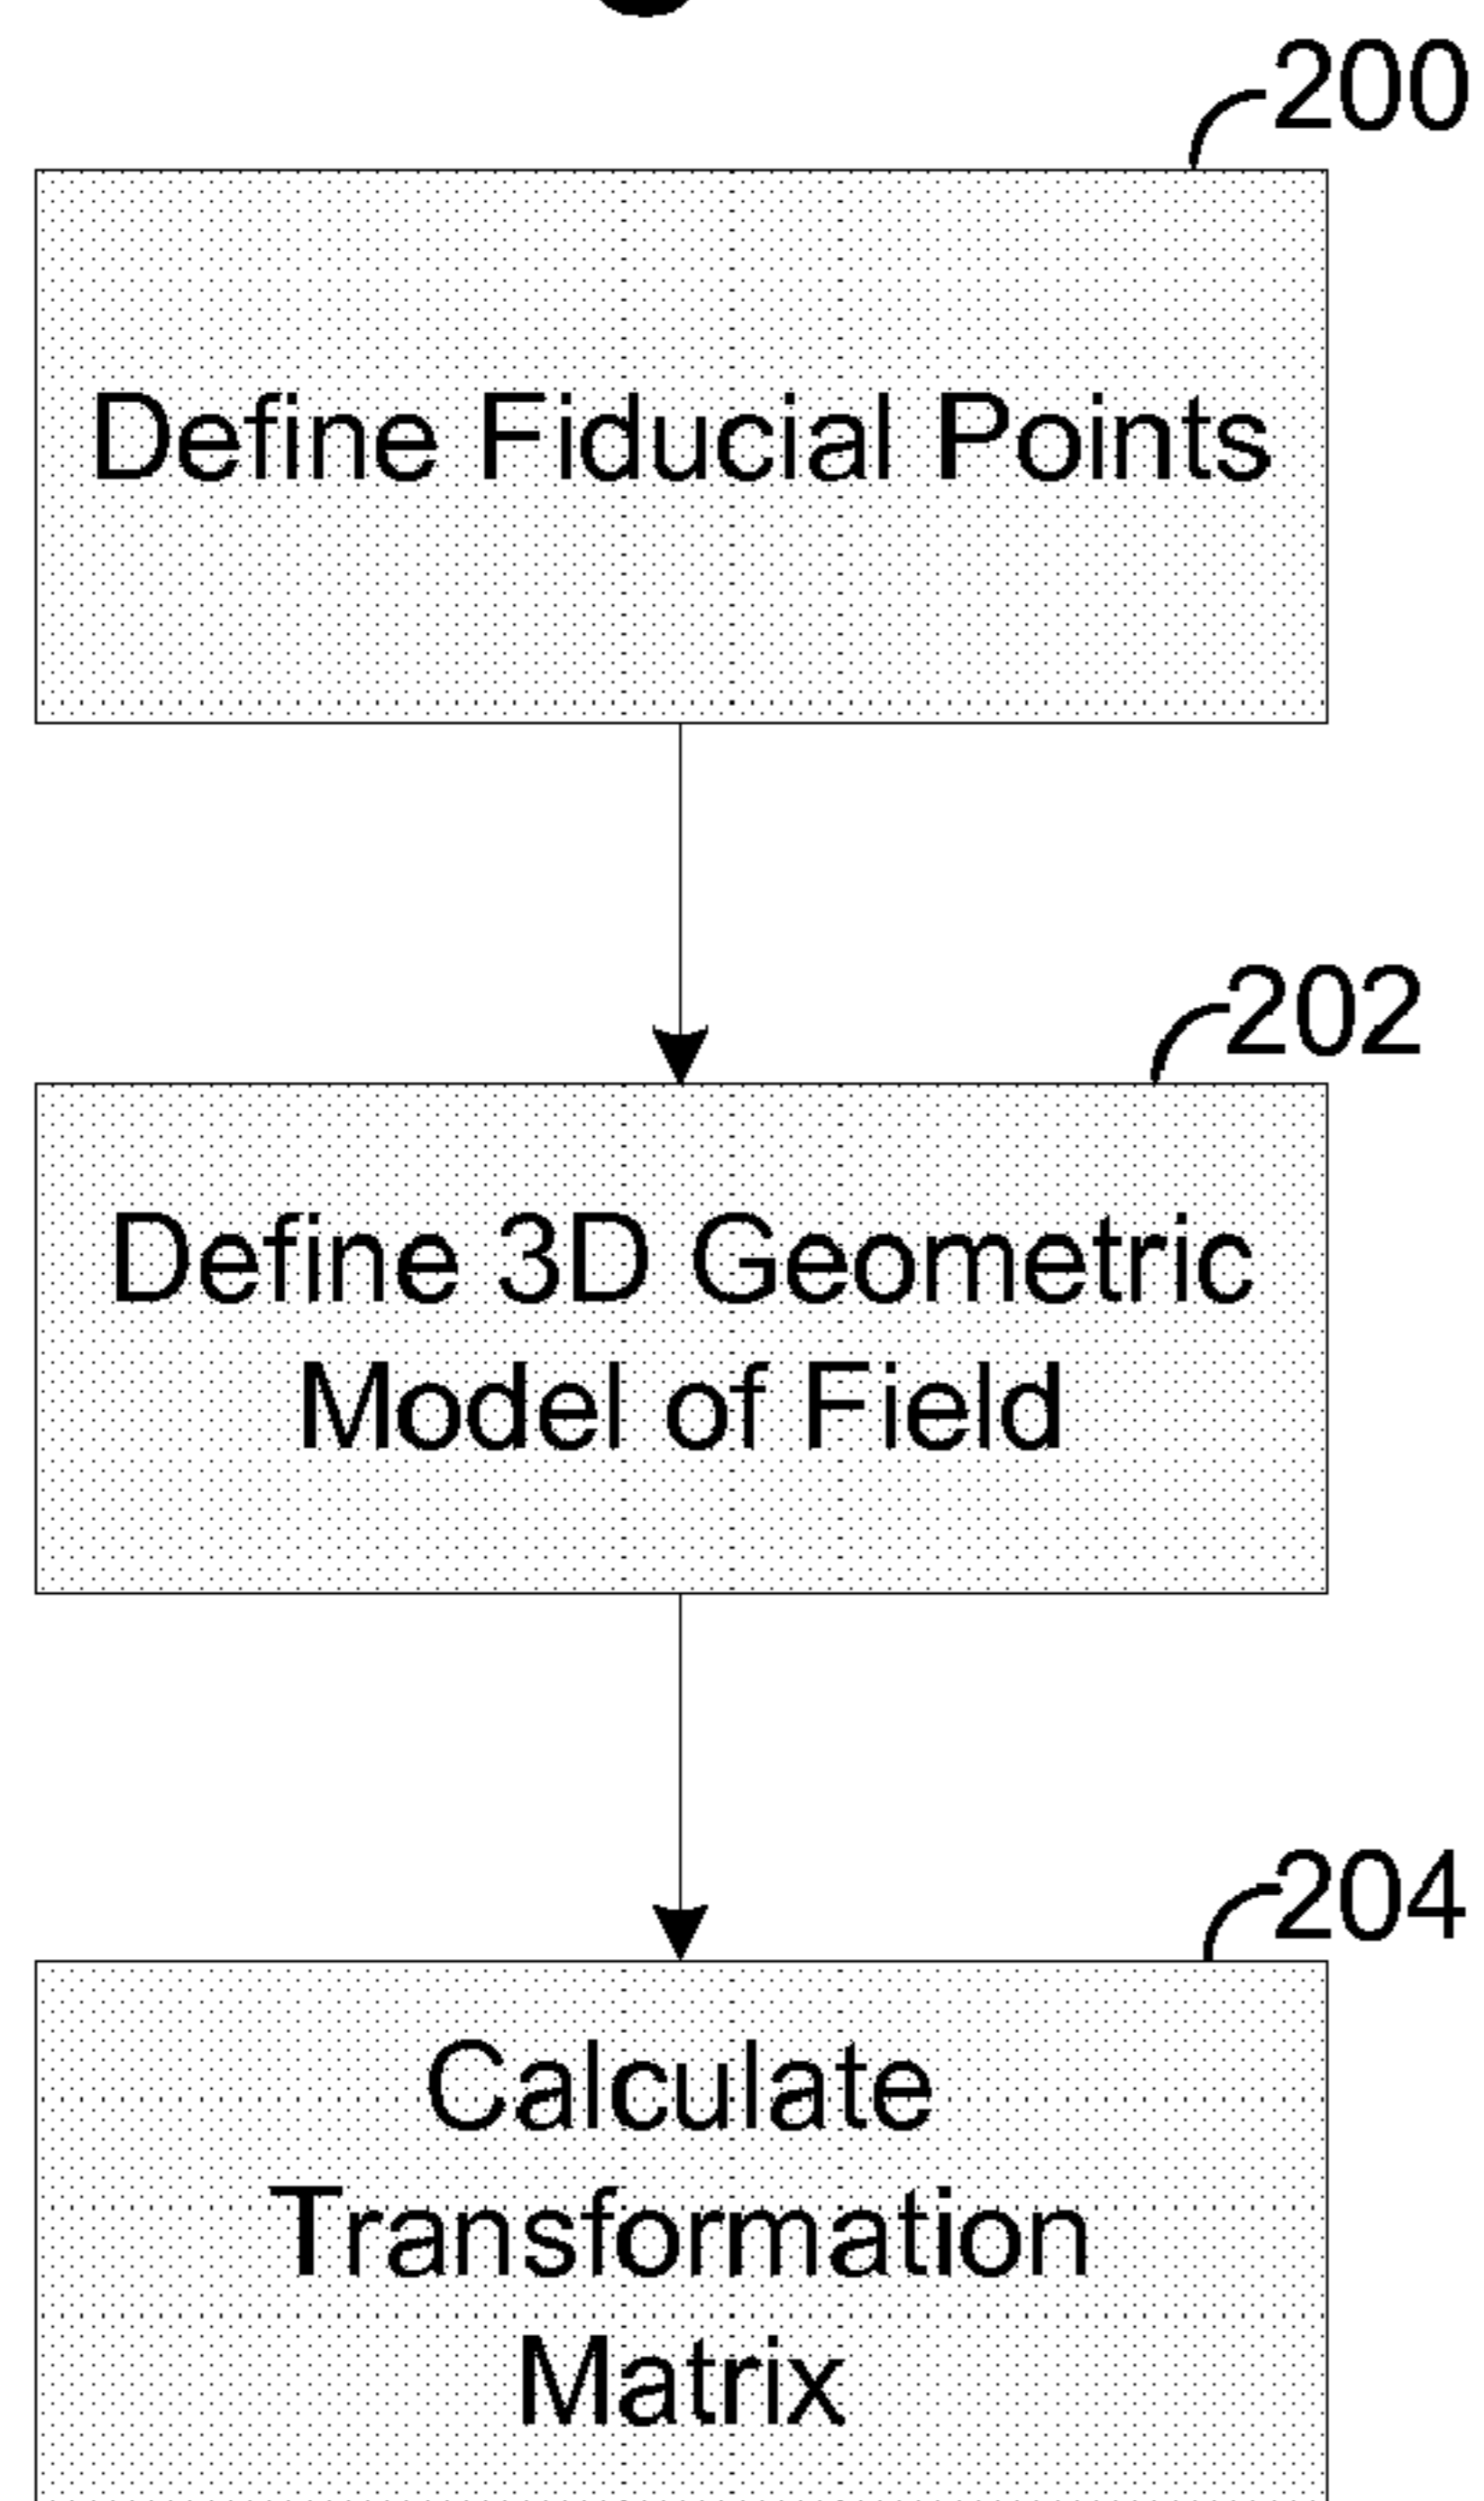 200
Define Fiducial Points
202
Define 3D Geometric
Model of Field
204
Calculate
Transformation
Matrix